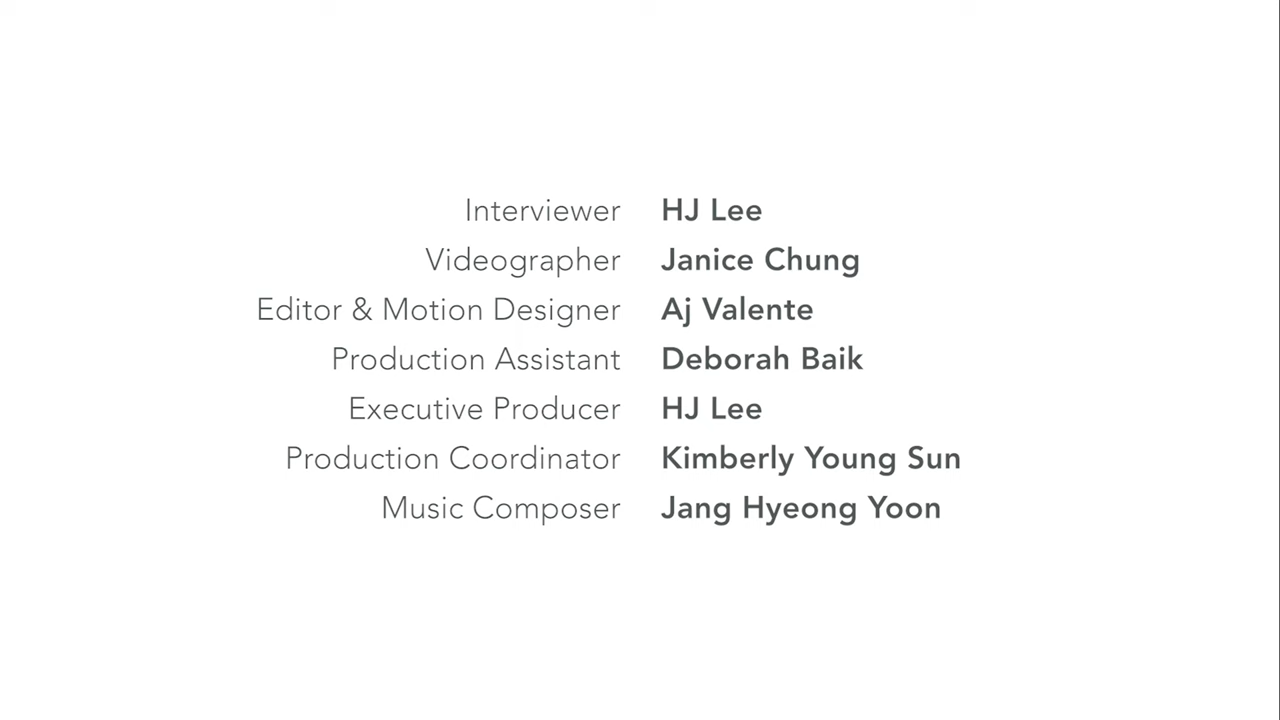 Interviewer HJ Lee
Videographer Janice Chung
Editor & Motion Designer Aj Valente
Production Assistant Deborah Baik
Executive Producer HJ Lee
Production Coordinator Kimberly Young Sun
Music Composer Jang Hyeong Yoon